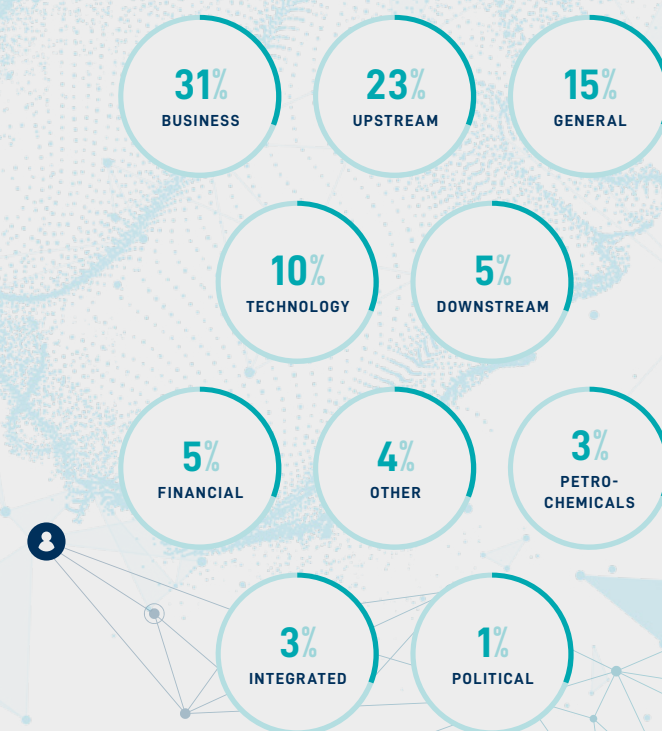 31%
BUSINESS
23%
UPSTREAM
15%
GENERAL
10%
TECHNOLOGY
5%
DOWNSTREAM
5%
FINANCIAL
4%
OTHER
3%
PETRO-
CHEMICALS
3%
INTEGRATED
1%
POLITICAL